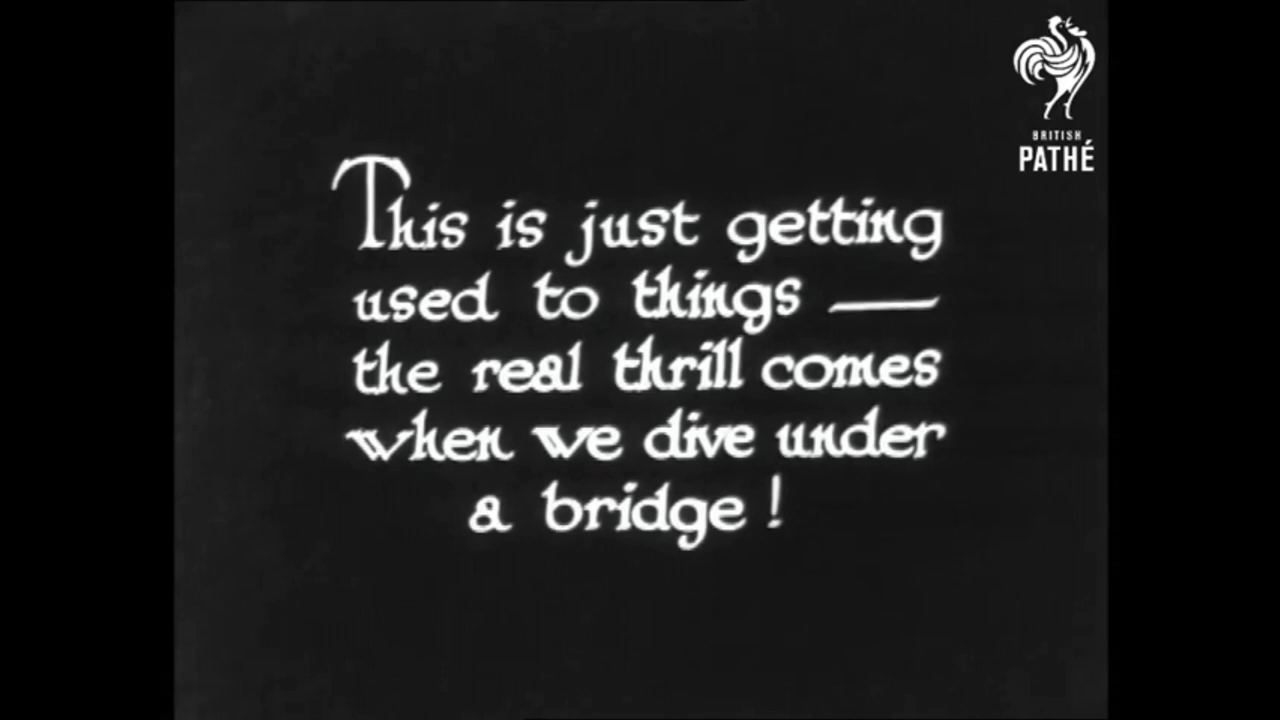 This is just getting
used to things —
the real thrill comes
when we dive under
a bridge!
BRITISH
PATHÉ